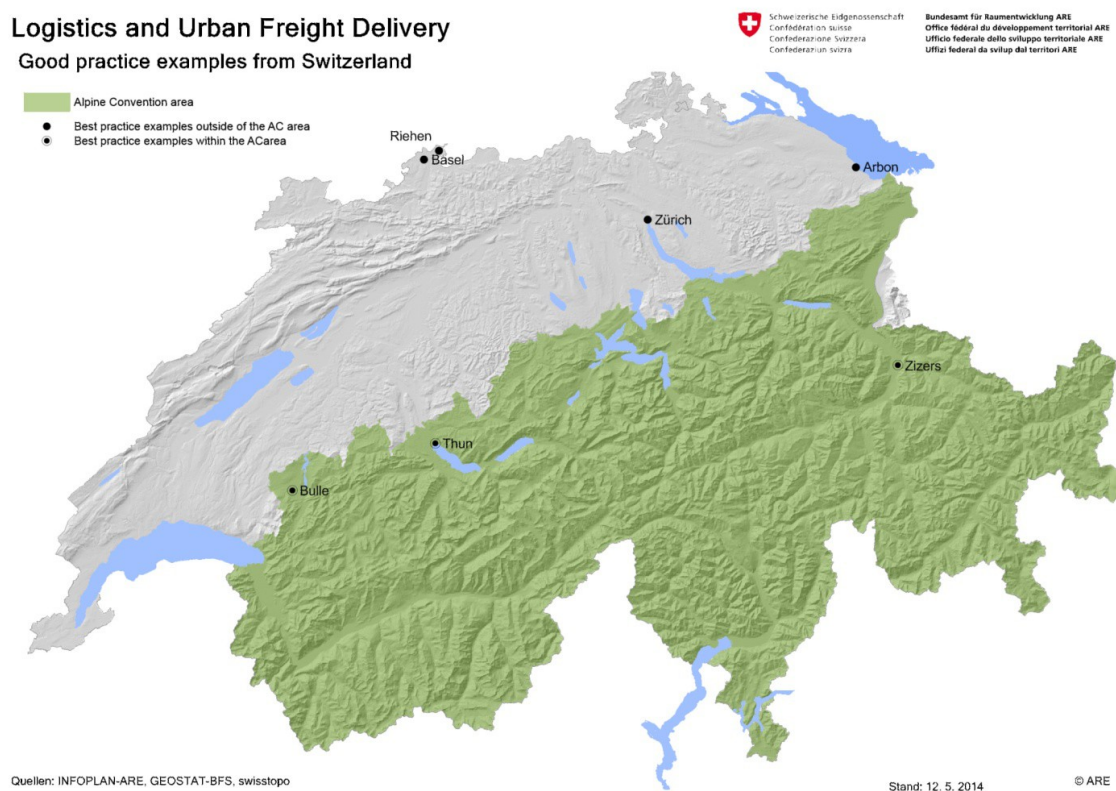 Logistics and Urban Freight Delivery
Good practice examples from Switzerland
Schweizerische Eidgenossenschaft
Confédération suisse
Confederazione Svizzera
Confederaziun svizra
Bundesamt für Raumentwicklung ARE
Office fédéral du développement territorial ARE
Ufficio federale dello sviluppo territoriale ARE
Uffizi federal da svilup dal territori ARE
Alpine Convention area
Best practice examples outside of the AC area
Best practice examples within the ACarea
Riehen
Basel
Arbon
Zürich
Zizers
Thun
Bulle
Quellen: INFOPLAN-ARE, GEOSTAT-BFS, swisstopo
Stand: 12. 5. 2014
© ARE